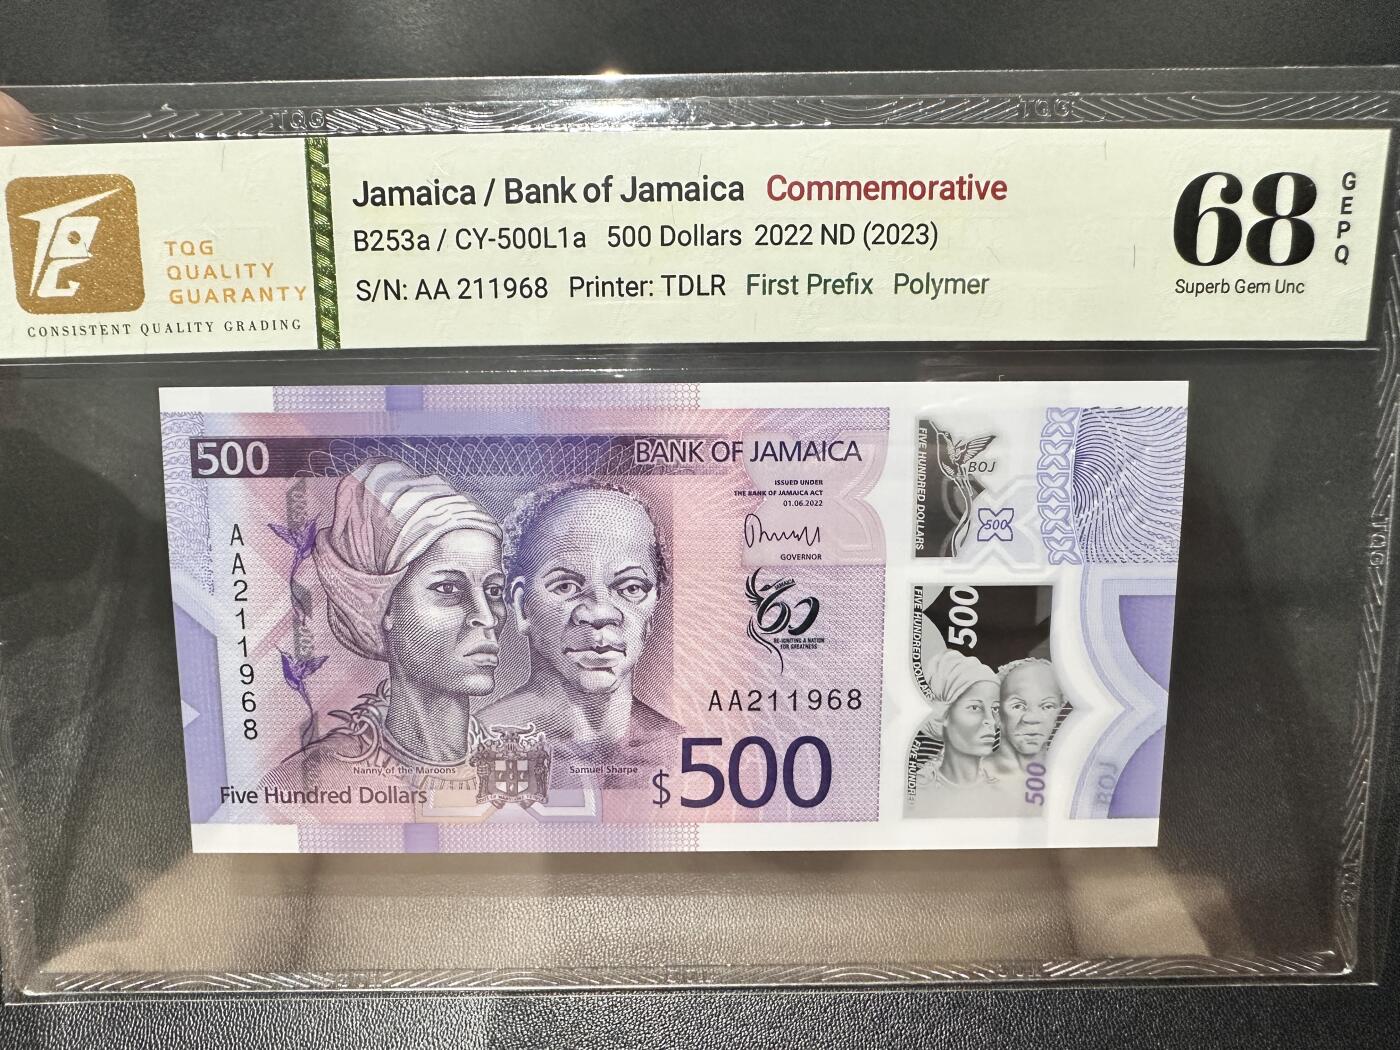 TQG
TQG
Jamaica / Bank of Jamaica Commemorative
B253a / CY-500L1a 500 Dollars 2022 ND (2023)
S/N: AA 211968 Printer: TDLR First Prefix Polymer
68
GEPQ
Superb Gem Unc
TQG
QUALITY
GUARANTY
CONSISTENT QUALITY GRADING
500
BANK OF JAMAICA
ISSUED UNDER
THE BANK OF JAMAICA ACT
01.06.2022
GOVERNOR
JAMAICA
60
RE-IGNITING A NATION
FOR GREATNESS
AA211968
AA211968
$500
Nanny of the Maroons
Samuel Sharpe
Five Hundred Dollars
FIVE HUNDRED DOLLARS
BOJ
500
FIVE HUNDRED DOLLARS
500
FIVE HUNDRED
500
BOJ